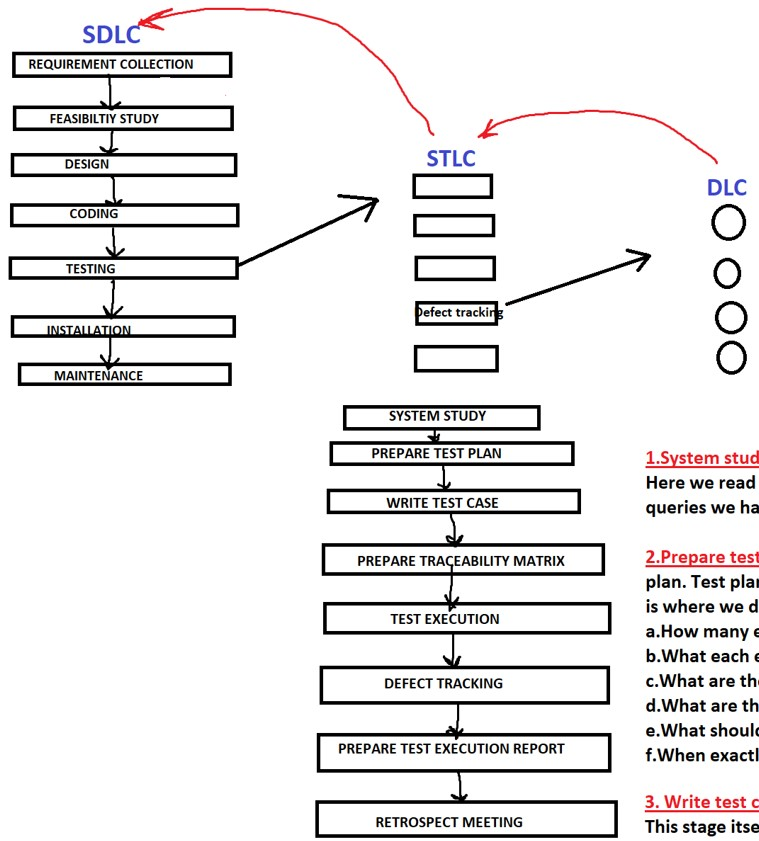 SDLC
REQUIREMENT COLLECTION
FEASIBILTIY STUDY
DESIGN
CODING
TESTING
INSTALLATION
MAINTENANCE
STLC
Defect tracking
DLC
SYSTEM STUDY
PREPARE TEST PLAN
WRITE TEST CASE
PREPARE TRACEABILITY MATRIX
TEST EXECUTION
DEFECT TRACKING
PREPARE TEST EXECUTION REPORT
RETROSPECT MEETING
1.System stud
Here we read
queries we ha
2.Prepare test
plan. Test plan
is where we d
a.How many e
b.What each e
c.What are the
d.What are th
e.What should
f.When exactl
3. Write test c
This stage itse